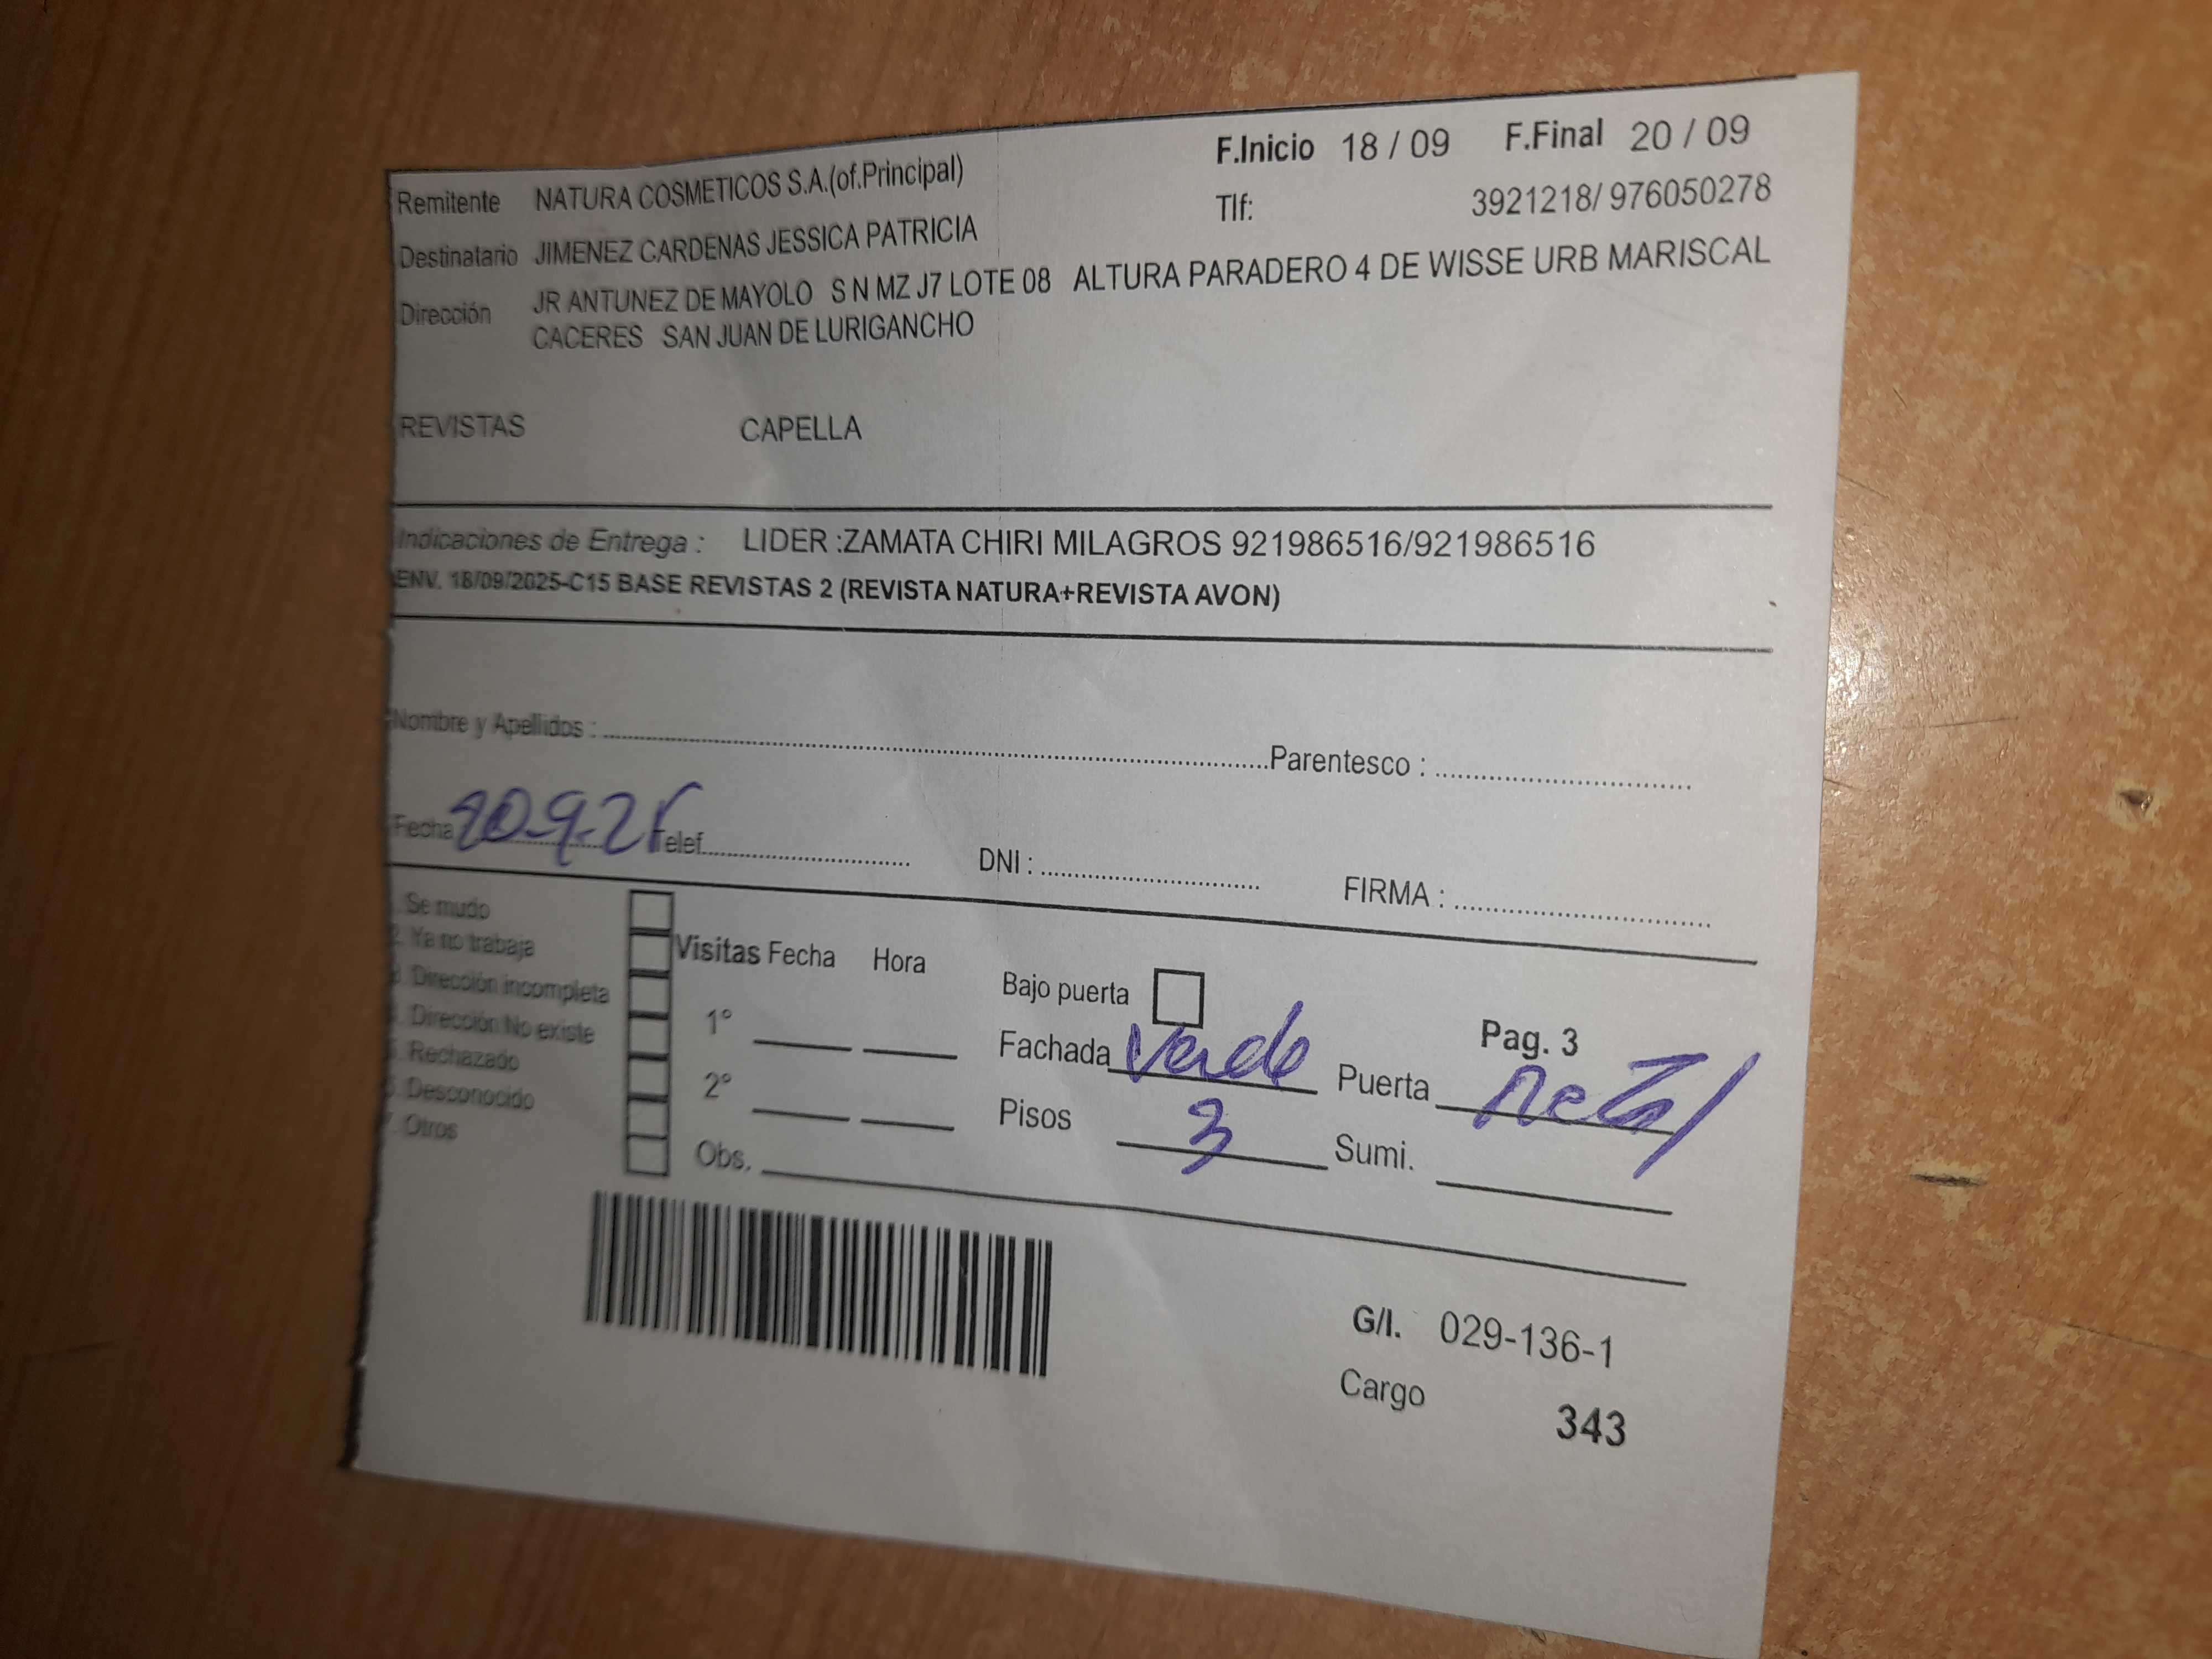 F.Inicio 18 / 09 F.Final 20 / 09
Remitente NATURA COSMETICOS S.A.(of.Principal) Tlf: 3921218/ 976050278
Destinatario JIMENEZ CARDENAS JESSICA PATRICIA
Dirección JR ANTUNEZ DE MAYOLO S N MZ J7 LOTE 08 ALTURA PARADERO 4 DE WISSE URB MARISCAL
CACERES SAN JUAN DE LURIGANCHO
REVISTAS CAPELLA
Indicaciones de Entrega : LIDER :ZAMATA CHIRI MILAGROS 921986516/921986516
ENV. 18/09/2025-C15 BASE REVISTAS 2 (REVISTA NATURA+REVISTA AVON)
Nombre y Apellidos : Parentesco :
Fecha 20-9-25 Telef. DNI : FIRMA :
. Se mudo
2. Ya no trabaja Visitas Fecha Hora
. Dirección incompleta Bajo puerta
. Dirección No existe 1° Fachada verde Pag. 3
. Rechazado Puerta metal
. Desconocido 2° Pisos 3
. Otros Obs. Sumi.
G/I. 029-136-1
Cargo 343